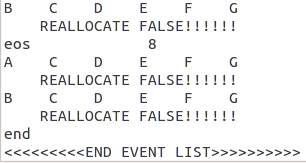 B    C    D    E    F    G
    REALLOCATE FALSE!!!!!!
eos             8
A    C    D    E    F    G
    REALLOCATE FALSE!!!!!!
B    C    D    E    F    G
    REALLOCATE FALSE!!!!!!
end
<<<<<<<<<END EVENT LIST>>>>>>>>>>